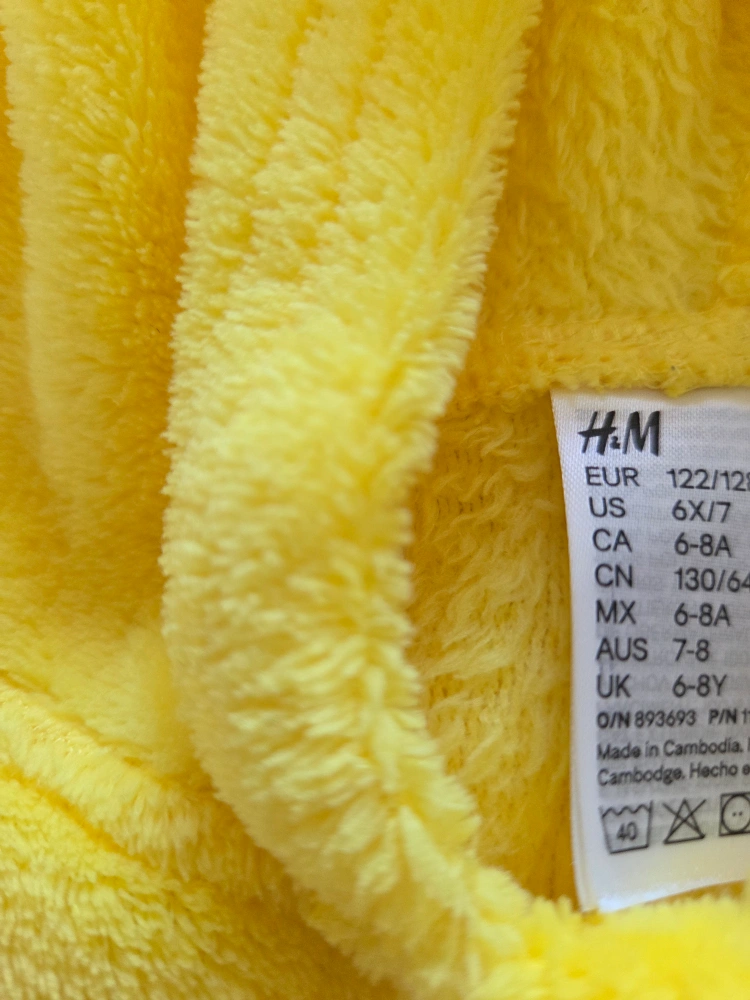 H&M
EUR 122/128
US 6X/7
CA 6-8A
CN 130/64
MX 6-8A
AUS 7-8
UK 6-8Y
O/N 893693 P/N
Made in Cambodia.
Cambodge. Hecho
40